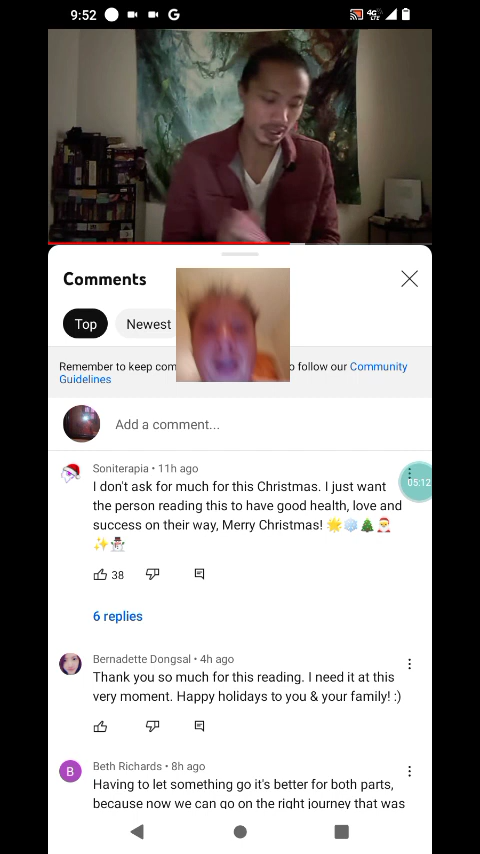 9:52
4G
LTE
Comments
Top Newest
Remember to keep com o follow our Community
Guidelines
Add a comment...
Soniterapia • 11h ago
I don't ask for much for this Christmas. I just want
the person reading this to have good health, love and
success on their way, Merry Christmas! 🌟❄️🎄🎅
✨⛄
05:12
38
6 replies
Bernadette Dongsal • 4h ago
Thank you so much for this reading. I need it at this
very moment. Happy holidays to you & your family! :)
B
Beth Richards • 8h ago
Having to let something go it's better for both parts,
because now we can go on the right journey that was